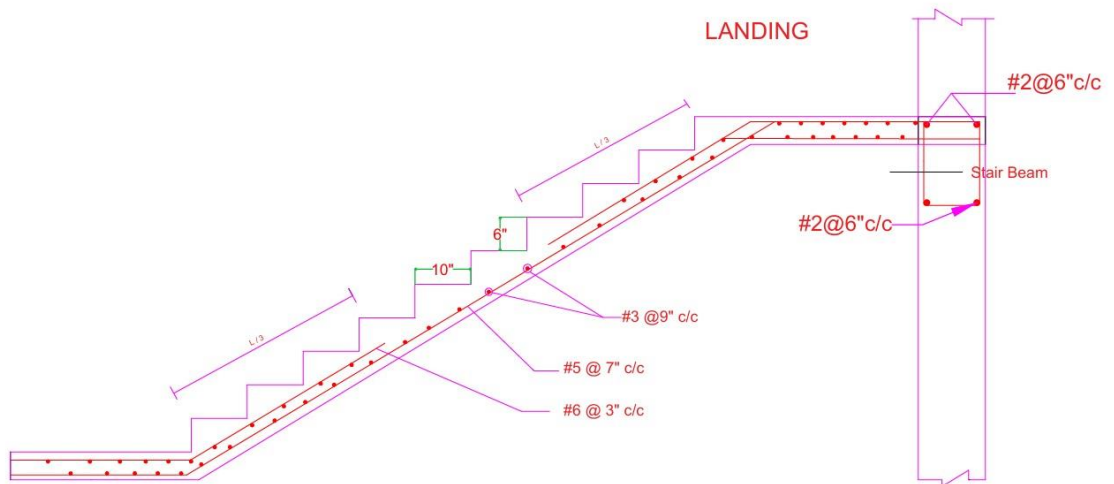 LANDING
#2@6"c/c
L / 3
Stair Beam
#2@6"c/c
6"
10"
#3 @9" c/c
L / 3
#5 @ 7" c/c
#6 @ 3" c/c